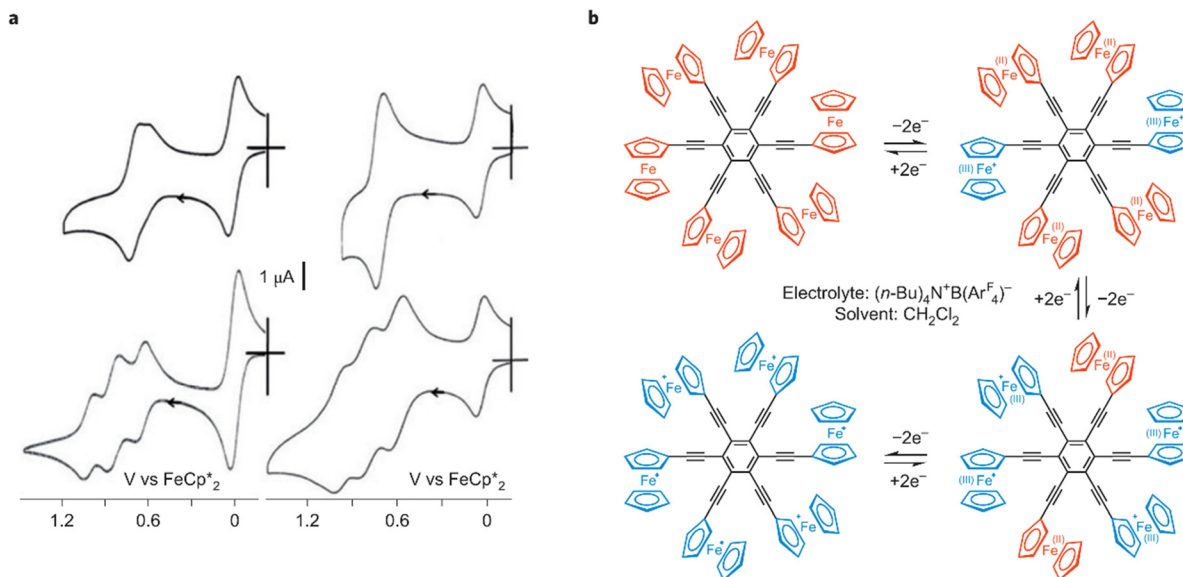 a
1 μA
V vs FeCp*2
V vs FeCp*2
1.2 0.6 0 1.2 0.6 0
b
Fe
Fe
Fe
Fe
Fe
Fe
−2e−
+2e−
(II)
Fe
Fe(II)
(III)Fe+
(III)Fe+
Fe(II)
(II)
Fe
Electrolyte: (n-Bu)4N+B(ArF4)−
Solvent: CH2Cl2
+2e− −2e−
+
Fe
Fe+
Fe+
Fe+
Fe+
Fe+
−2e−
+2e−
+
Fe
(III)
Fe(II)
(III)Fe+
(III)Fe+
Fe(II)
+Fe
(III)